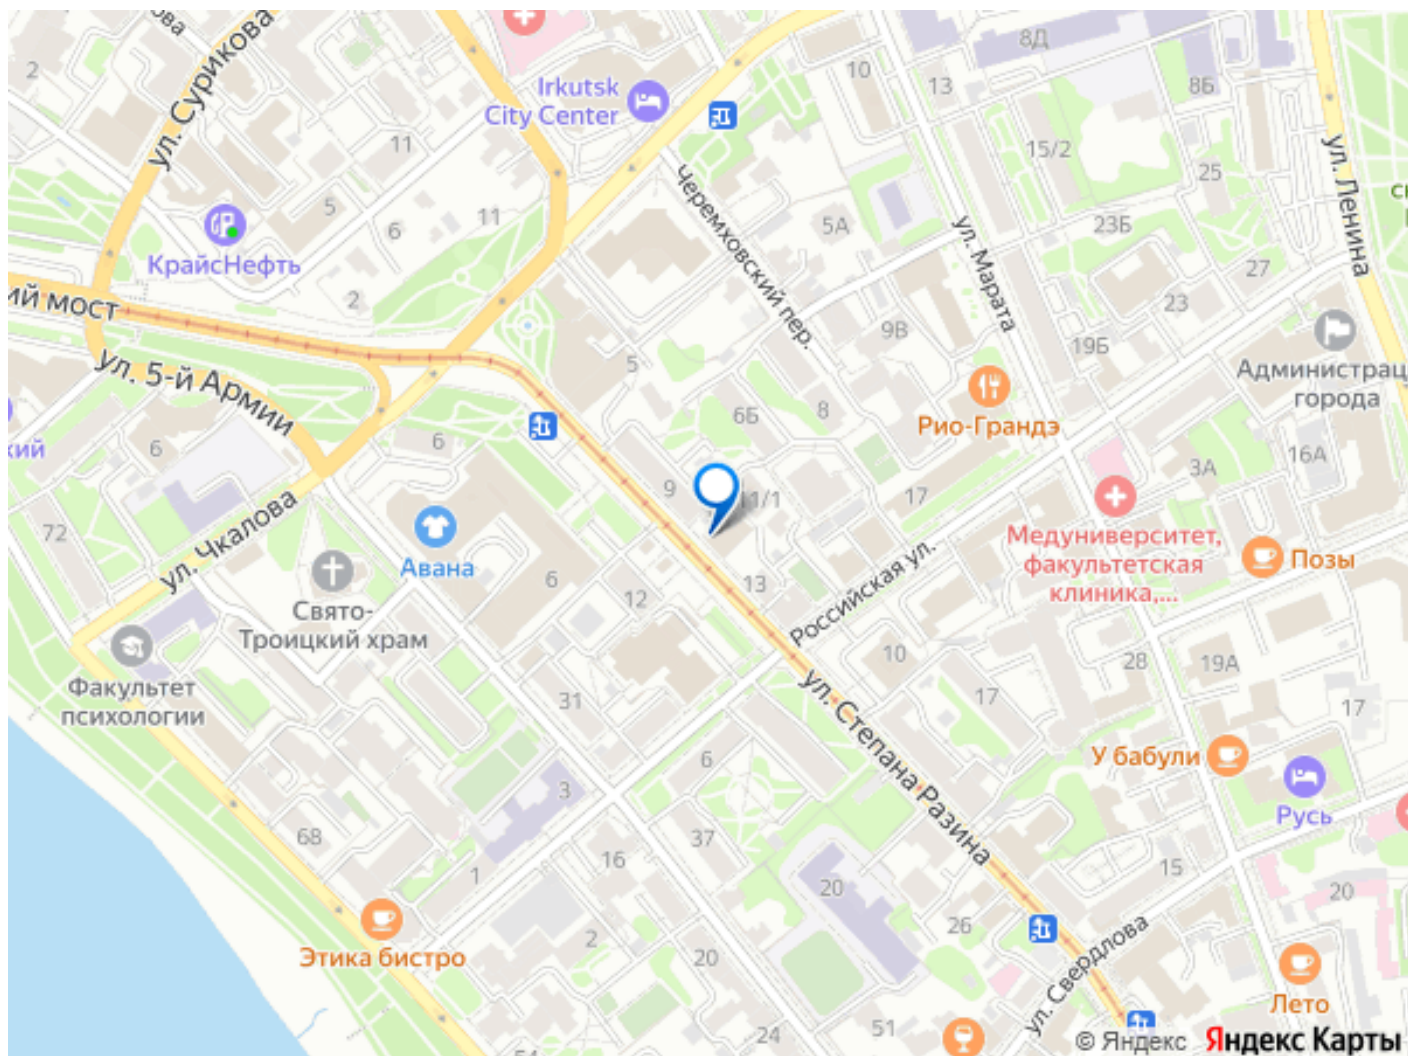 ова
ул. Сурикова
2
8Д
10
13
8Б
Irkutsk
City Center
11
15/2
25
ул. Ленина
Черемховский пер.
5
6
11
5А
ул. Марата
23Б
КрайсНефть
27
2
23
ий мост
9В
19Б
Администрац
города
ул. 5-й Армии
5
6Б
8
Рио-Грандэ
кий
6
6
9
11/1
17
3А
16А
72
ул. Чкалова
Авана
Медуниверситет,
факультетская
клиника,...
Позы
6
13
12
Российская ул.
Свято-
Троицкий храм
10
28
19А
Факультет
психологии
31
17
17
ул. Степана Разина
У бабули
6
3
Русь
68
37
16
1
20
15
20
26
2
Этика бистро
20
ул. Свердлова
Лето
24
51
54
© Яндекс Яндекс Карты